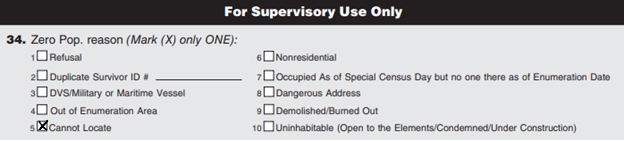 For Supervisory Use Only
34. Zero Pop. reason (Mark (X) only ONE):
1 ☐ Refusal
2 ☐ Duplicate Survivor ID # ____________
3 ☐ DVS/Military or Maritime Vessel
4 ☐ Out of Enumeration Area
5 ☒ Cannot Locate
6 ☐ Nonresidential
7 ☐ Occupied As of Special Census Day but no one there as of Enumeration Date
8 ☐ Dangerous Address
9 ☐ Demolished/Burned Out
10 ☐ Uninhabitable (Open to the Elements/Condemned/Under Construction)